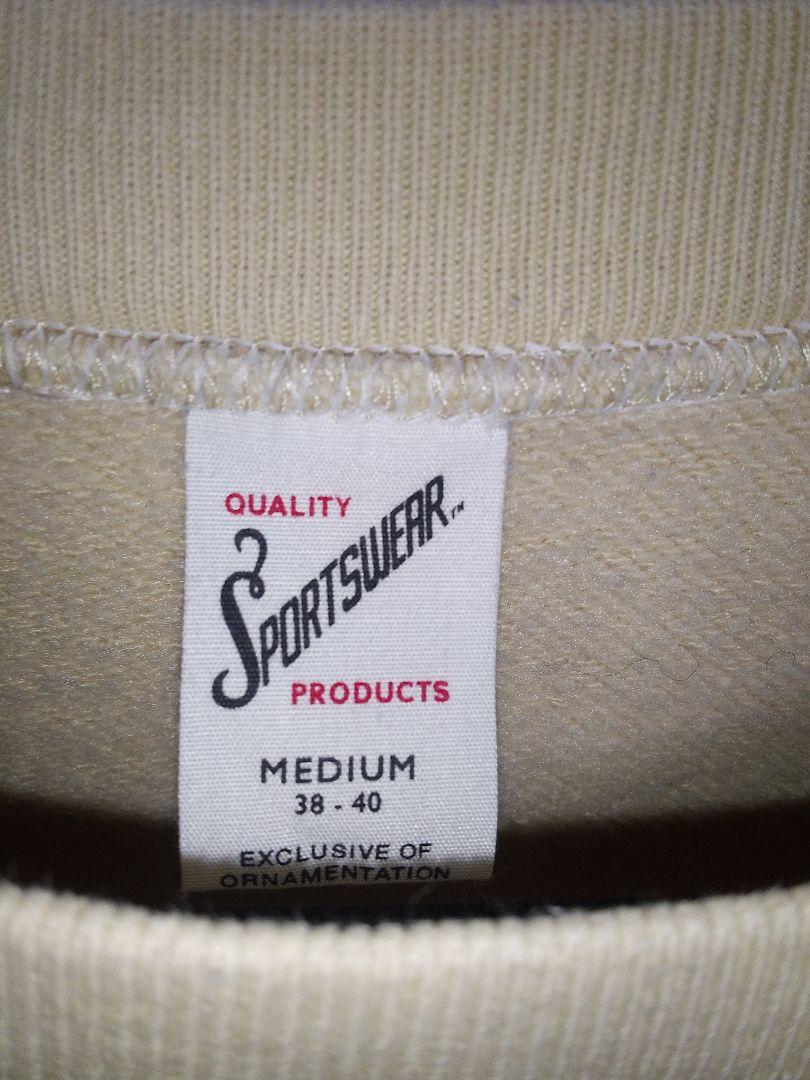 QUALITY
SPORTSWEAR™
PRODUCTS
MEDIUM
38 - 40
EXCLUSIVE OF
ORNAMENTATION